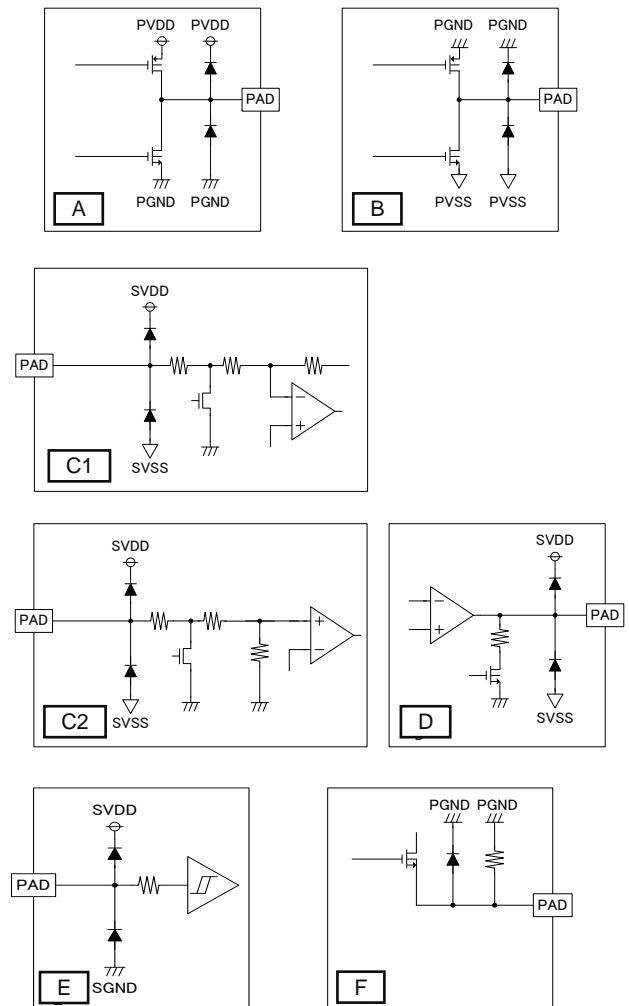 PVDD PVDD
PAD
PGND PGND
A
PGND PGND
PAD
PVSS PVSS
B
SVDD
PAD
SVSS
C1
SVDD
PAD
SVSS
C2
SVDD
PAD
SVSS
D
SVDD
PAD
SGND
E
PGND PGND
PAD
F